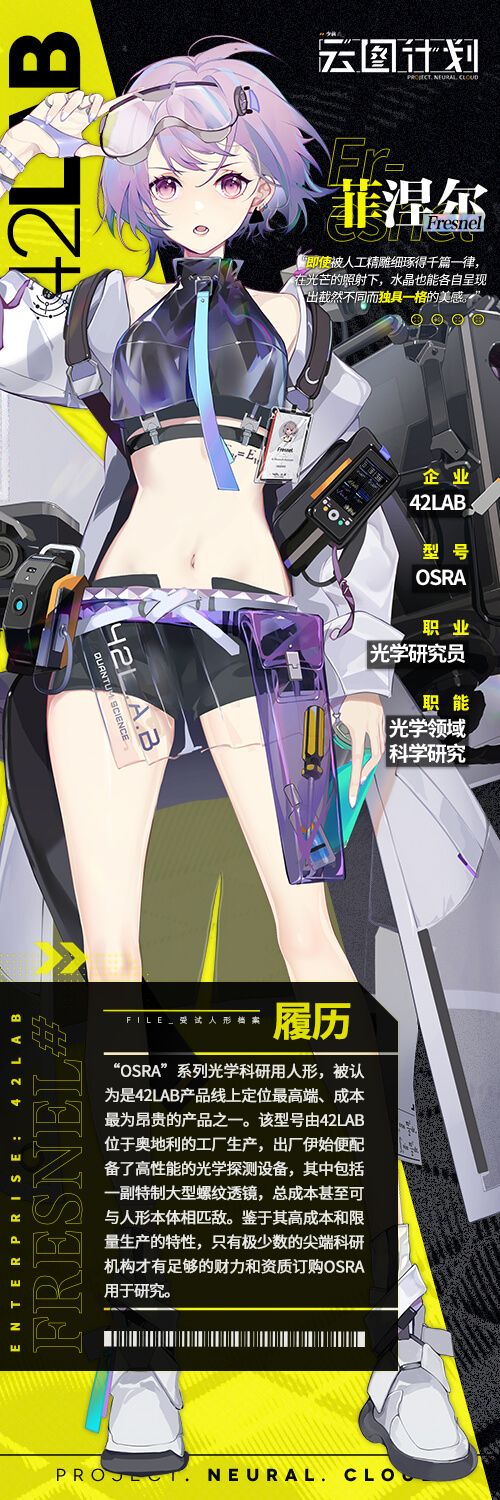 42LAB
少前
云图计划
PROJECT. NEURAL. CLOUD
Fr-
esnel
菲涅尔
Fresnel
“即使被人工精雕细琢得千篇一律，
在光芒的照射下，水晶也能各自呈现
出截然不同而独具一格的美感。”
Fresnel
企业
42LAB
型号
OSRA
职业
光学研究员
职能
光学领域
科学研究
42LAB
QUANTUM SCIENCE
FILE_受试人形档案
履历
“OSRA”系列光学科研用人形，被认
为是42LAB产品线上定位最高端、成本
最为昂贵的产品之一。该型号由42LAB
位于奥地利的工厂生产，出厂伊始便配
备了高性能的光学探测设备，其中包括
一副特制大型螺纹透镜，总成本甚至可
与人形本体相匹敌。鉴于其高成本和限
量生产的特性，只有极少数的尖端科研
机构才有足够的财力和资质订购OSRA
用于研究。
ENTERPRISE: 42LAB
FRESNEL#
PROJECT. NEURAL. CLOUD